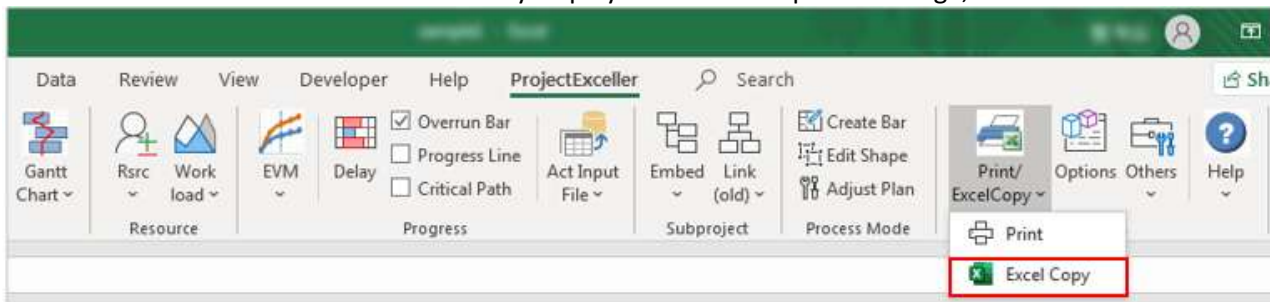 Data Review View Developer Help ProjectExceller Search Sh
Overrun Bar Create Bar
Progress Line Edit Shape
Critical Path Adjust Plan
Gantt Rsrc Work EVM Delay Act Input Embed Link Print/ Options Others Help
Chart load File (old) ExcelCopy
Resource Progress Subproject Process Mode
Print
Excel Copy